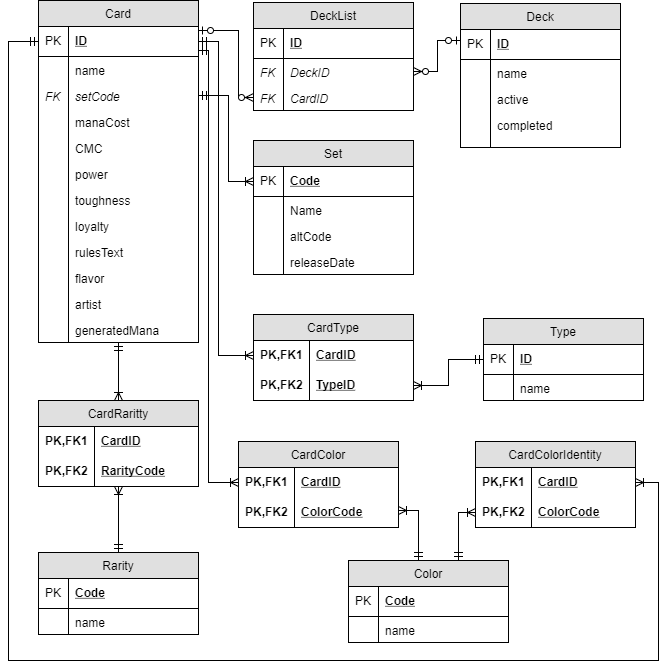 Card
PK ID
name
FK setCode
manaCost
CMC
power
toughness
loyalty
rulesText
flavor
artist
generatedMana
DeckList
PK ID
FK DeckID
FK CardID
Deck
PK ID
name
active
completed
Set
PK Code
Name
altCode
releaseDate
CardType
PK,FK1 CardID
PK,FK2 TypeID
Type
PK ID
name
CardRaritty
PK,FK1 CardID
PK,FK2 RarityCode
CardColor
PK,FK1 CardID
PK,FK2 ColorCode
CardColorIdentity
PK,FK1 CardID
PK,FK2 ColorCode
Rarity
PK Code
name
Color
PK Code
name